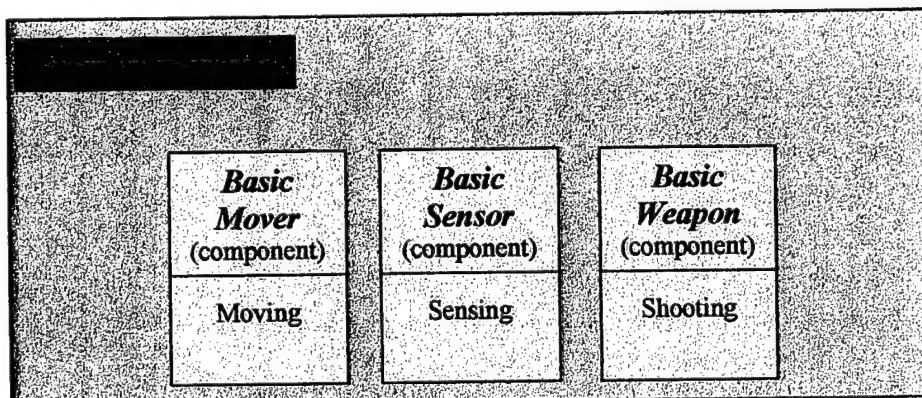 Basic
Mover
(component)
Moving
Basic
Sensor
(component)
Sensing
Basic
Weapon
(component)
Shooting